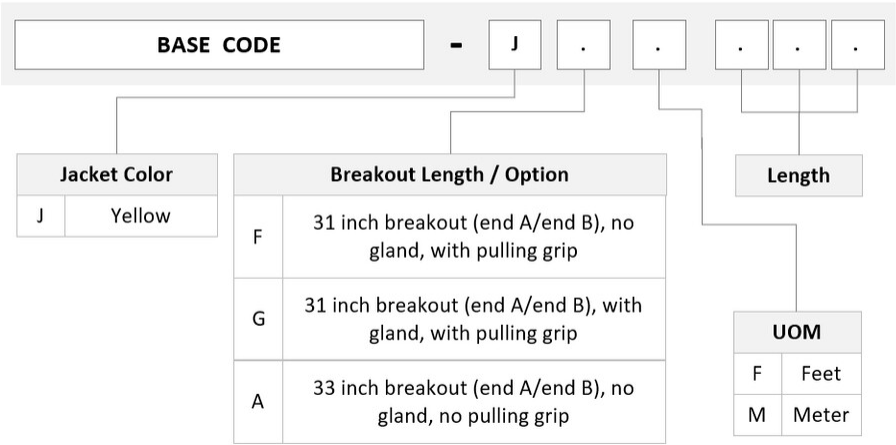 BASE CODE - J . . . . .
Jacket Color
J Yellow
Breakout Length / Option
F 31 inch breakout (end A/end B), no
gland, with pulling grip
G 31 inch breakout (end A/end B), with
gland, with pulling grip
A 33 inch breakout (end A/end B), no
gland, no pulling grip
Length
UOM
F Feet
M Meter